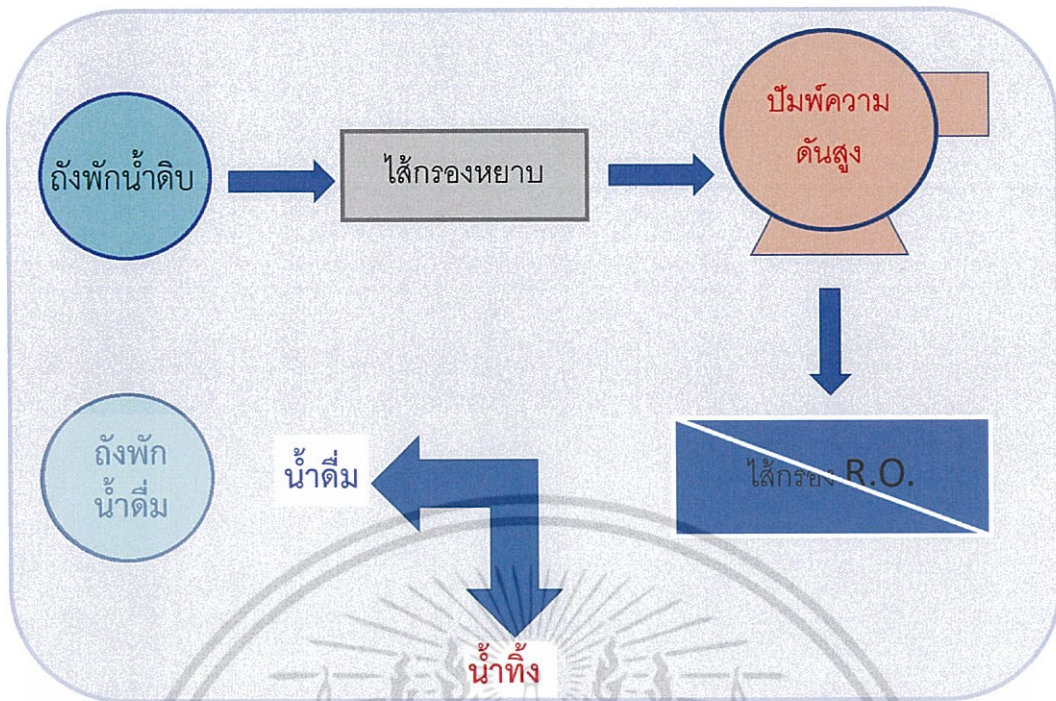 ถังพักน้ำดิบ
ไส้กรองหยาบ
ปั๊มพ์ความ
ดันสูง
ไส้กรอง R.O.
น้ำดื่ม
ถังพัก
น้ำดื่ม
น้ำทิ้ง